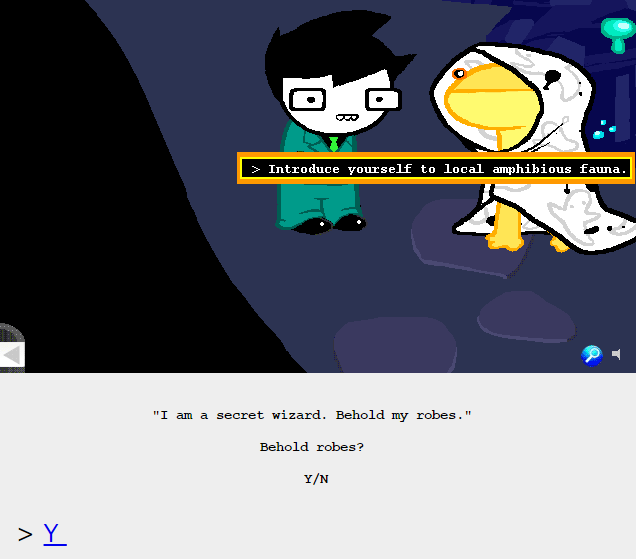 > Introduce yourself to local amphibious fauna.
"I am a secret wizard. Behold my robes."
Behold robes?
Y/N
> Y